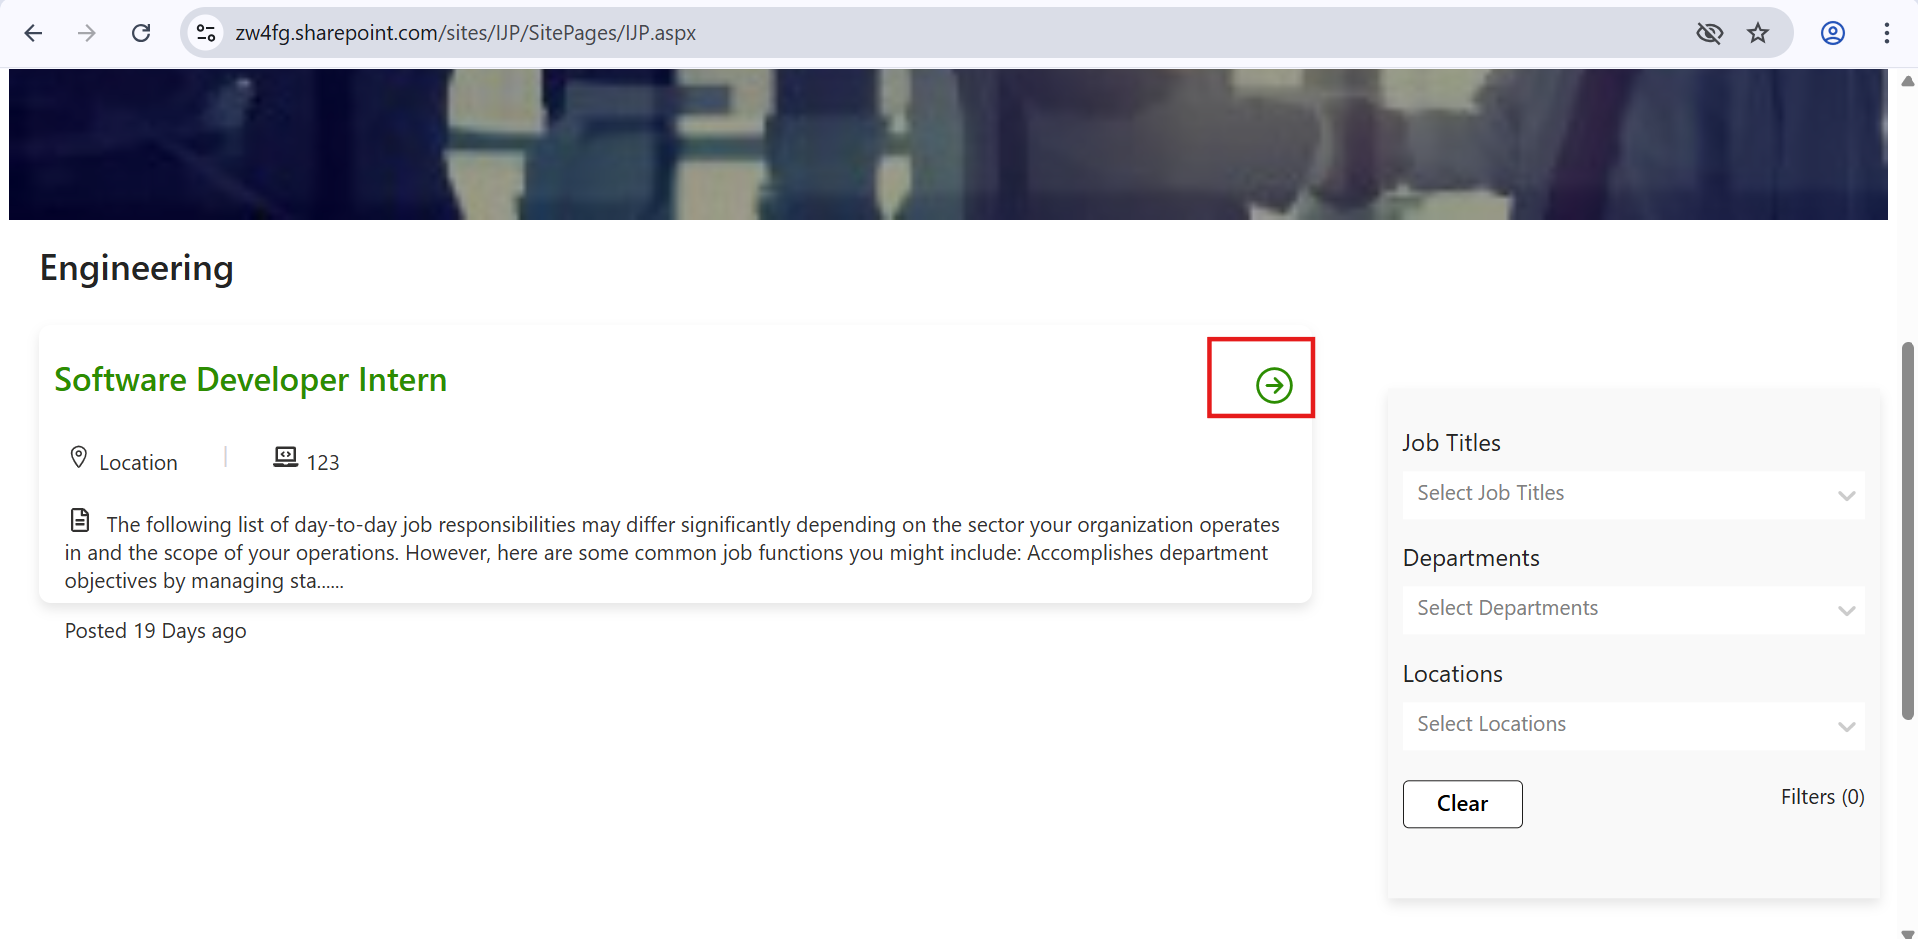 zw4fg.sharepoint.com/sites/IJP/SitePages/IJP.aspx
Engineering
Software Developer Intern
Location
123
The following list of day-to-day job responsibilities may differ significantly depending on the sector your organization operates
in and the scope of your operations. However, here are some common job functions you might include: Accomplishes department
objectives by managing sta......
Posted 19 Days ago
Job Titles
Select Job Titles
Departments
Select Departments
Locations
Select Locations
Clear
Filters (0)